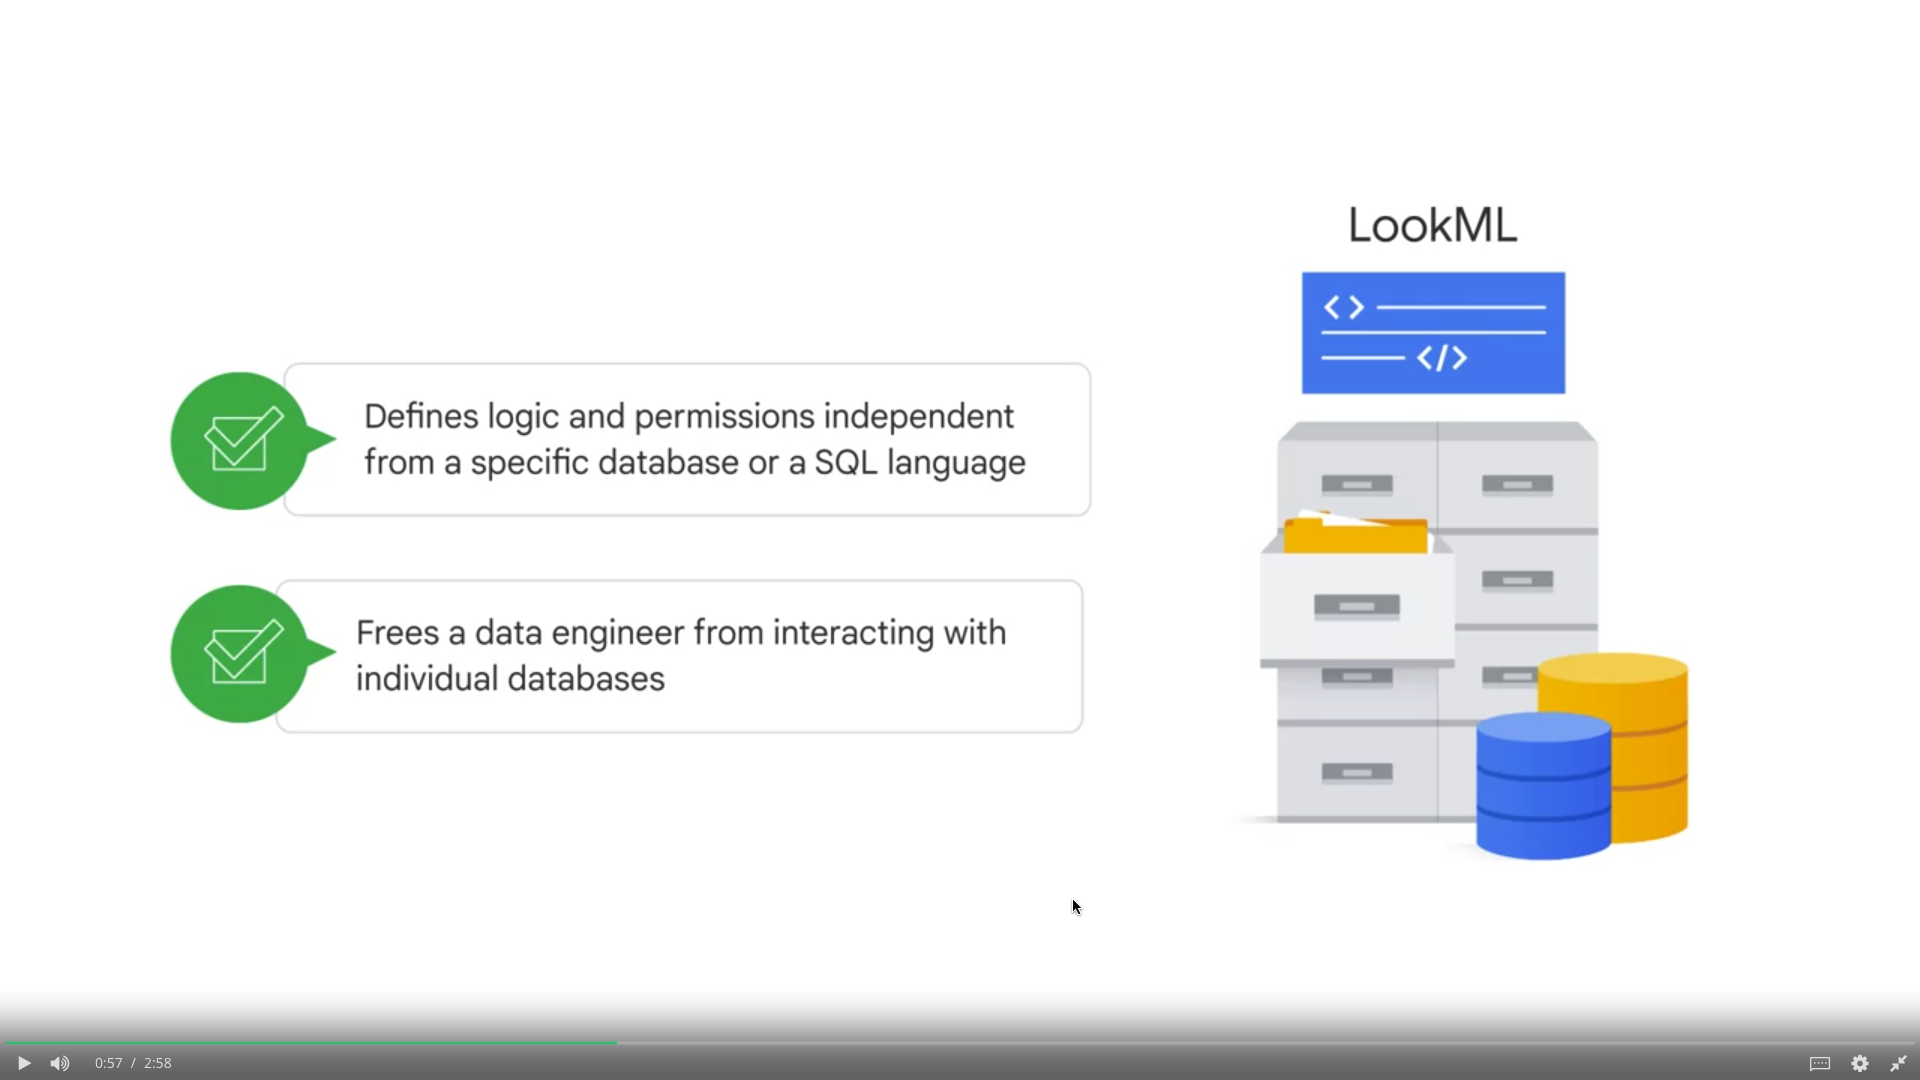 LookML
Defines logic and permissions independent
from a specific database or a SQL language
Frees a data engineer from interacting with
individual databases
0:57 / 2:58